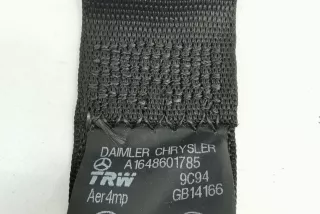 DAIMLER CHRYSLER
A1648601785
TRW 9C94
Aer4mp GB14166